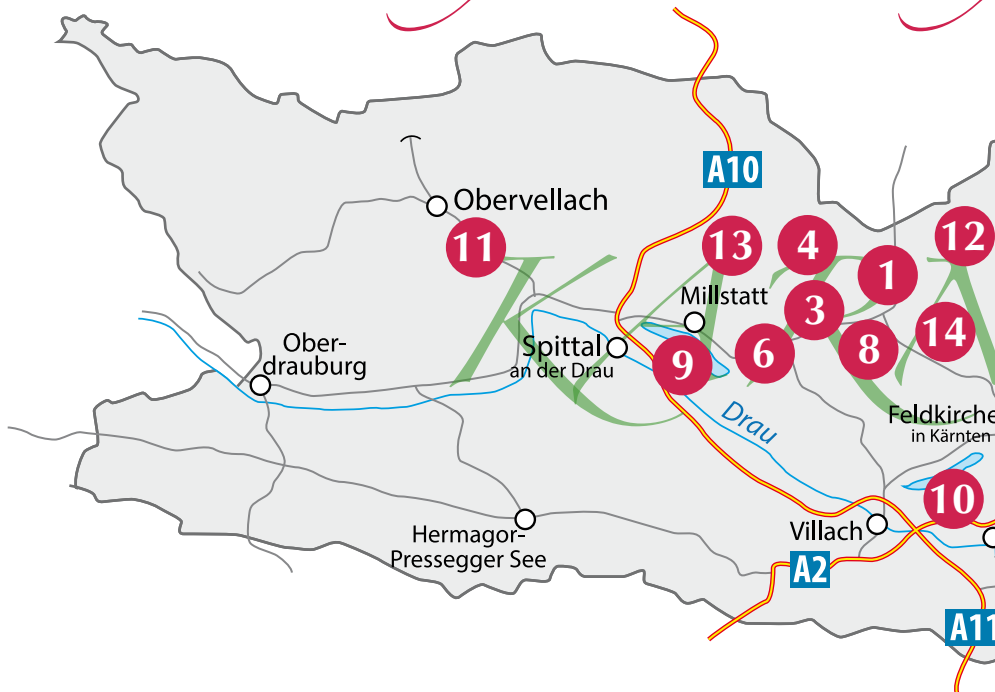 A10
Obervellach
11
13
4
12
1
Millstatt
3
14
Ober-
drauburg
Spittal
an der Drau
9
6
8
Drau
Feldkirche
in Kärnten
10
Villach
Hermagor-
Pressegger See
A2
A11